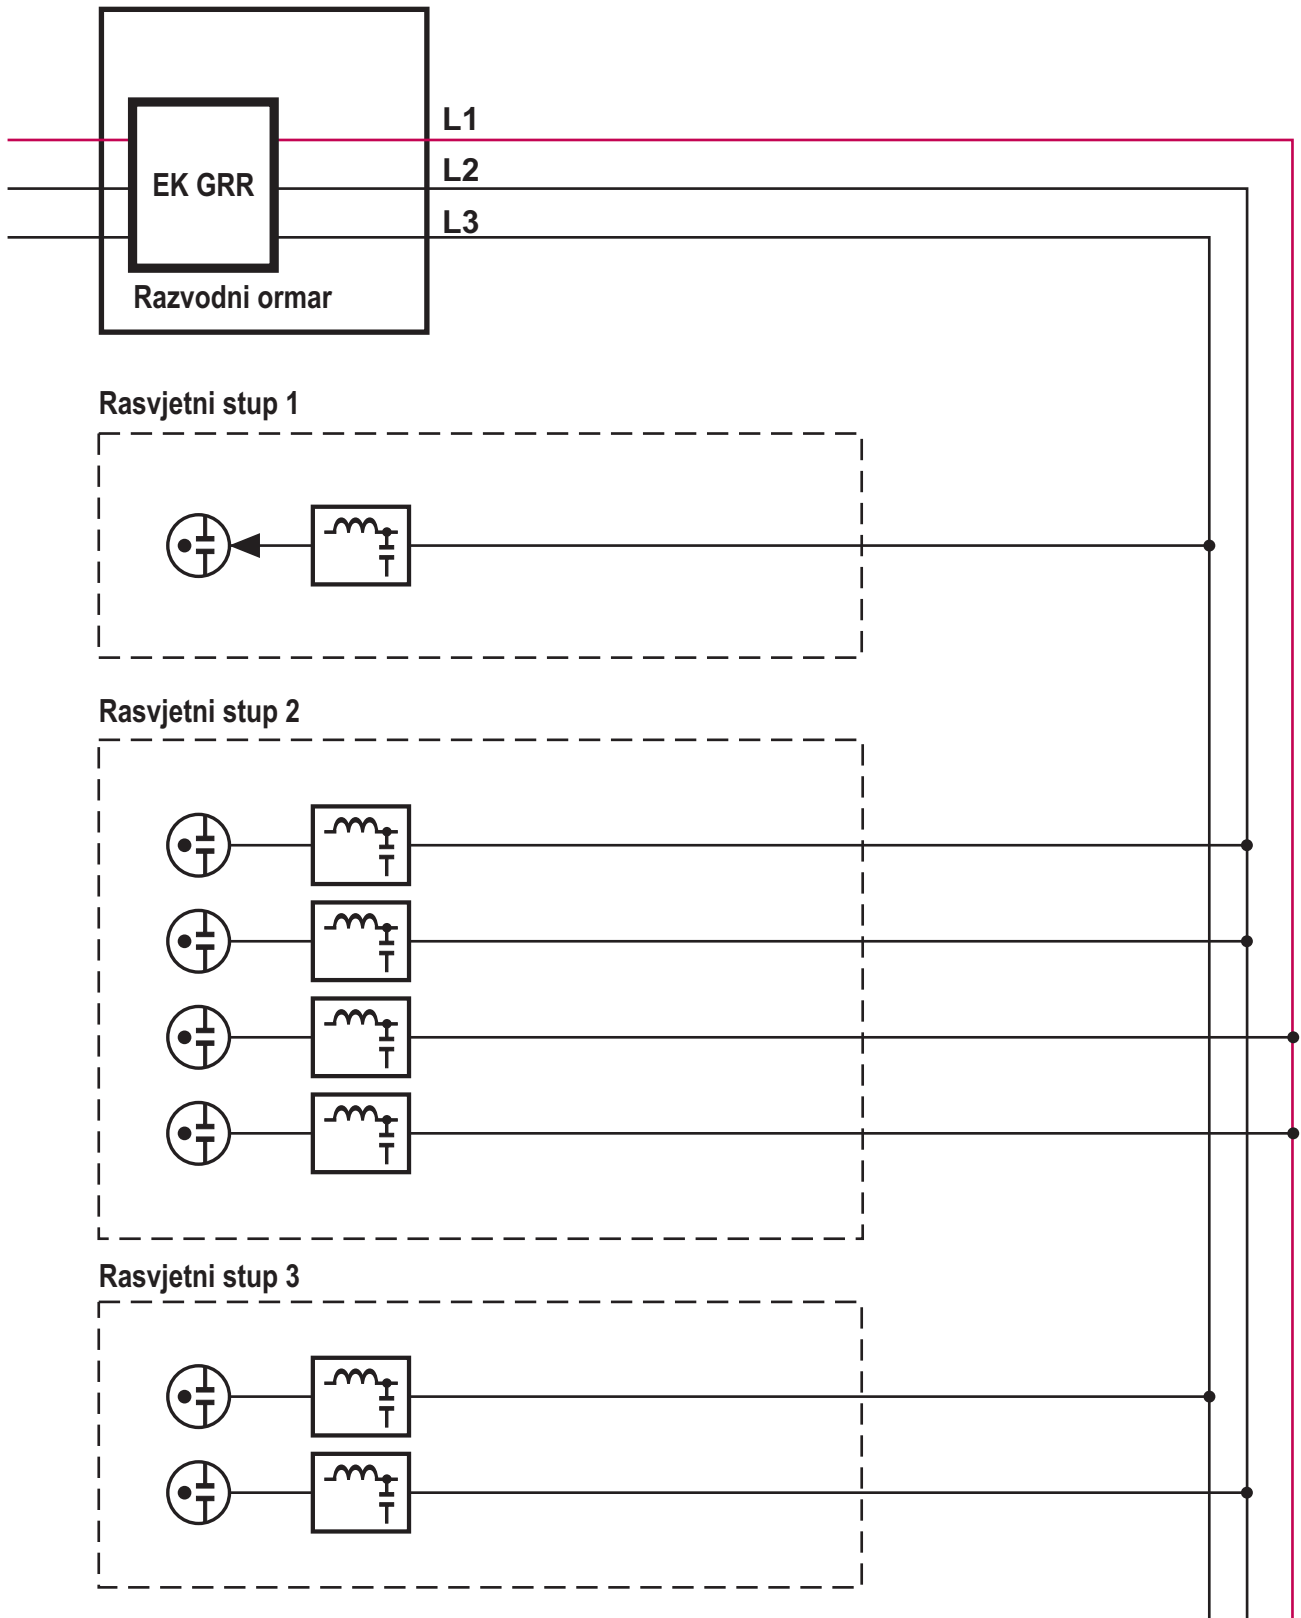 L1
EK GRR
L2
L3
Razvodni ormar
Rasvjetni stup 1
Rasvjetni stup 2
Rasvjetni stup 3